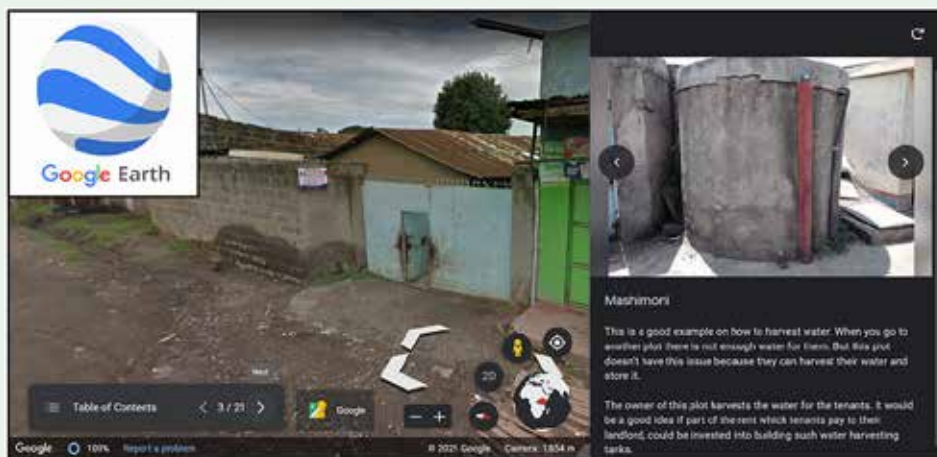 Google Earth
Mashimoni
This is a good example on how to harvest water. When you go to
another plot there is not enough water for them. But this plot
doesn't have this issue because they can harvest their water and
store it.
The owner of this plot harvests the water for the tenants. It would
be a good idea if part of the rent which tenants pay to their
landlord, could be invested into building such water harvesting
tanks.
Next
Table of Contents
3 / 21
Google
2D
Google
100%
Report a problem
© 2021 Google
Camera: 1,854 m